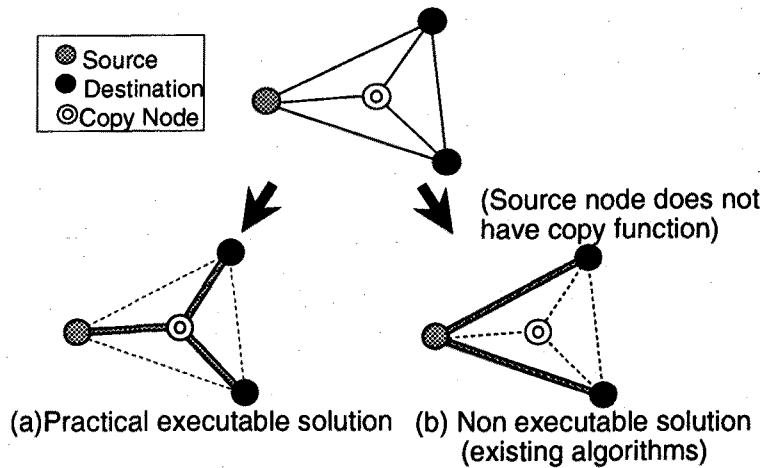 Source
Destination
Copy Node
(Source node does not
have copy function)
(a)Practical executable solution
(b) Non executable solution
(existing algorithms)